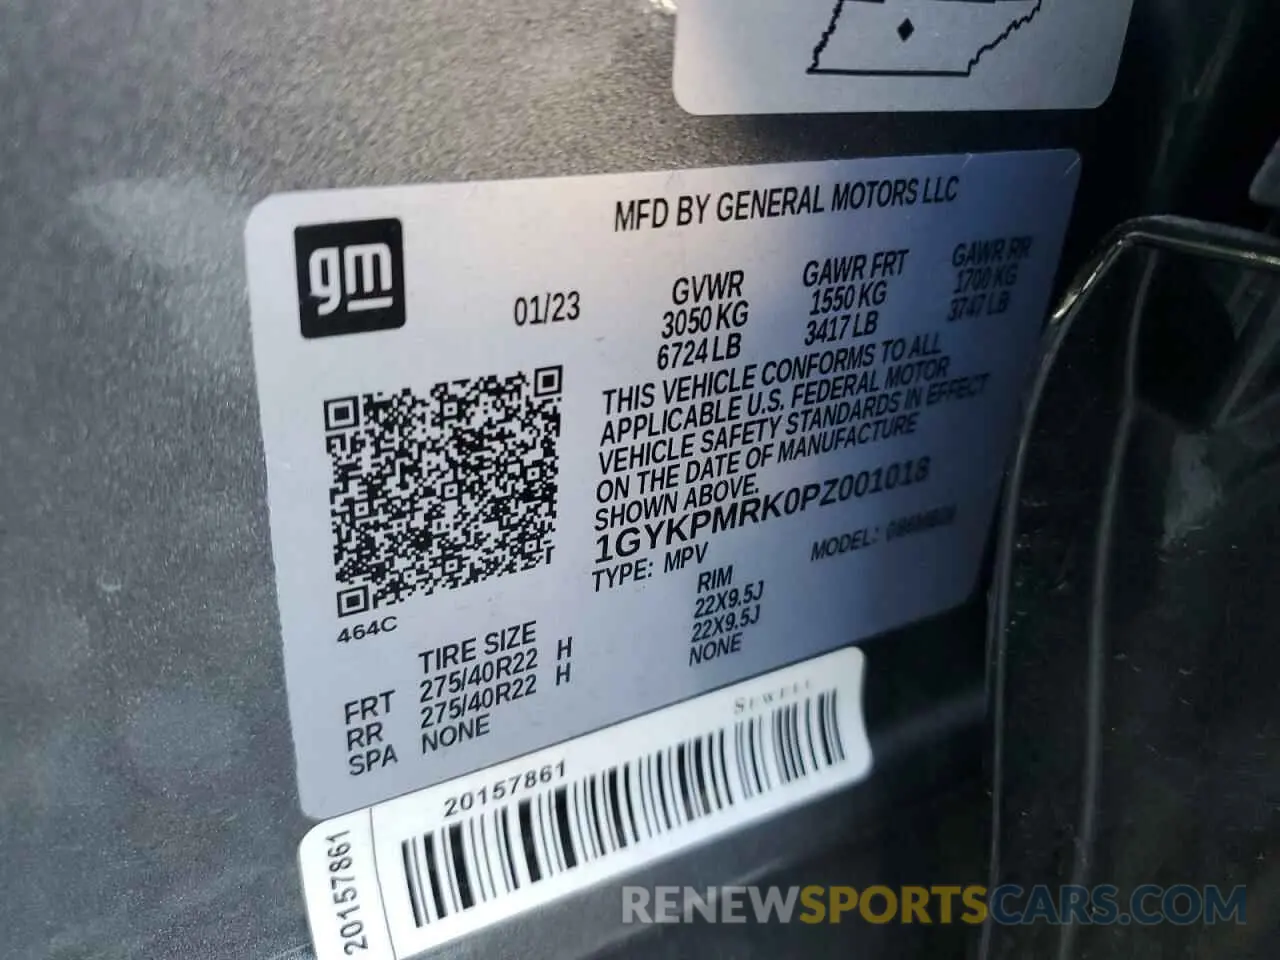 MFD BY GENERAL MOTORS LLC
gm
01/23
GVWR
3050 KG
6724 LB
GAWR FRT
1550 KG
3417 LB
GAWR RR
1700 KG
3747 LB
THIS VEHICLE CONFORMS TO ALL
APPLICABLE U.S. FEDERAL MOTOR
VEHICLE SAFETY STANDARDS IN EFFECT
ON THE DATE OF MANUFACTURE
SHOWN ABOVE.
1GYKPMRK0PZ001018
TYPE: MPV
MODEL:
464C
TIRE SIZE
RIM
FRT 275/40R22 H 22X9.5J
RR 275/40R22 H 22X9.5J
SPA NONE NONE
SEWELL
20157861
20157861
RENEWSPORTSCARS.COM